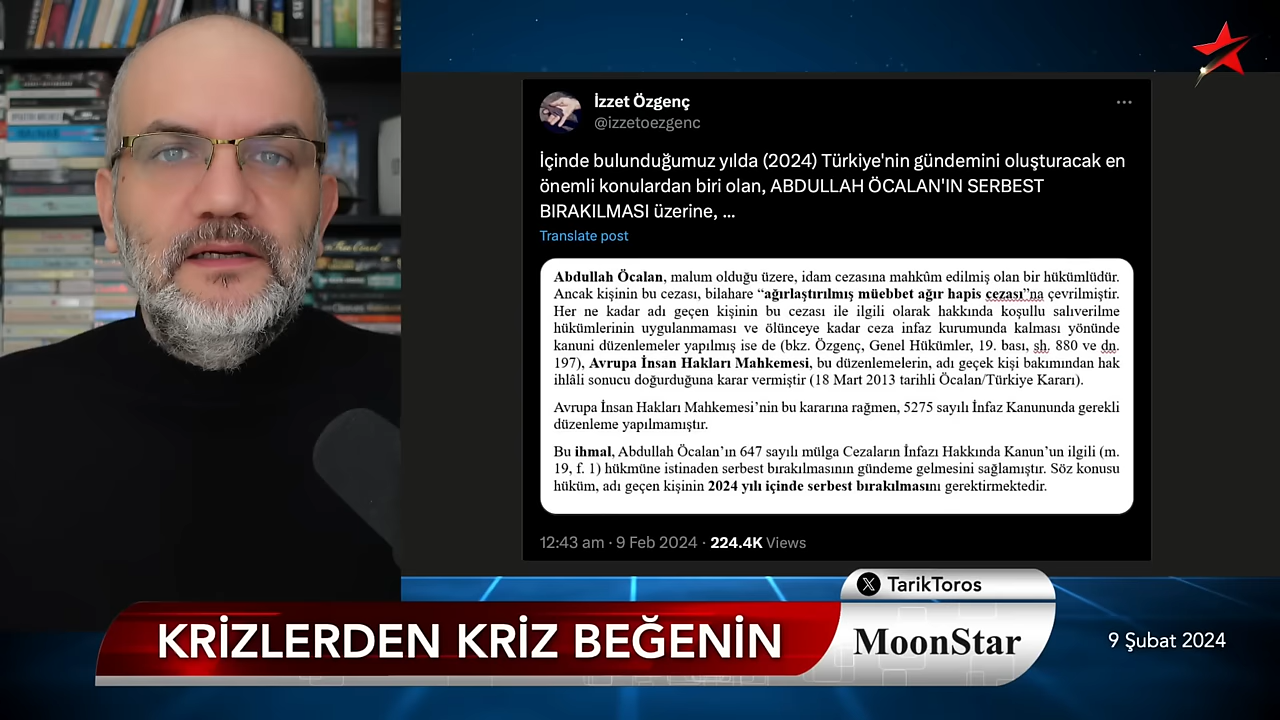 İzzet Özgenç
@izzetoezgenc
İçinde bulunduğumuz yılda (2024) Türkiye'nin gündemini oluşturacak en
önemli konulardan biri olan, ABDULLAH ÖCALAN'IN SERBEST
BIRAKILMASI üzerine, ...
Translate post
Abdullah Öcalan, malum olduğu üzere, idam cezasına mahkûm edilmiş olan bir hükümlüdür.
Ancak kişinin bu cezası, bilahare “ağırlaştırılmış müebbet ağır hapis cezası”na çevrilmiştir.
Her ne kadar adı geçen kişinin bu cezası ile ilgili olarak hakkında koşullu salıverilme
hükümlerinin uygulanmaması ve ölünceye kadar ceza infaz kurumunda kalması yönünde
kanuni düzenlemeler yapılmış ise de (bkz. Özgenç, Genel Hükümler, 19. bası, sh. 880 ve dn.
197), Avrupa İnsan Hakları Mahkemesi, bu düzenlemelerin, adı geçek kişi bakımından hak
ihlâli sonucu doğurduğuna karar vermiştir (18 Mart 2013 tarihli Öcalan/Türkiye Kararı).
Avrupa İnsan Hakları Mahkemesi’nin bu kararına rağmen, 5275 sayılı İnfaz Kanununda gerekli
düzenleme yapılmamıştır.
Bu ihmal, Abdullah Öcalan’ın 647 sayılı mülga Cezaların İnfazı Hakkında Kanun’un ilgili (m.
19, f. 1) hükmüne istinaden serbest bırakılmasının gündeme gelmesini sağlamıştır. Söz konusu
hüküm, adı geçen kişinin 2024 yılı içinde serbest bırakılmasını gerektirmektedir.
12:43 am · 9 Feb 2024 · 224.4K Views
TarikToros
KRİZLERDEN KRİZ BEĞENİN
MoonStar
9 Şubat 2024